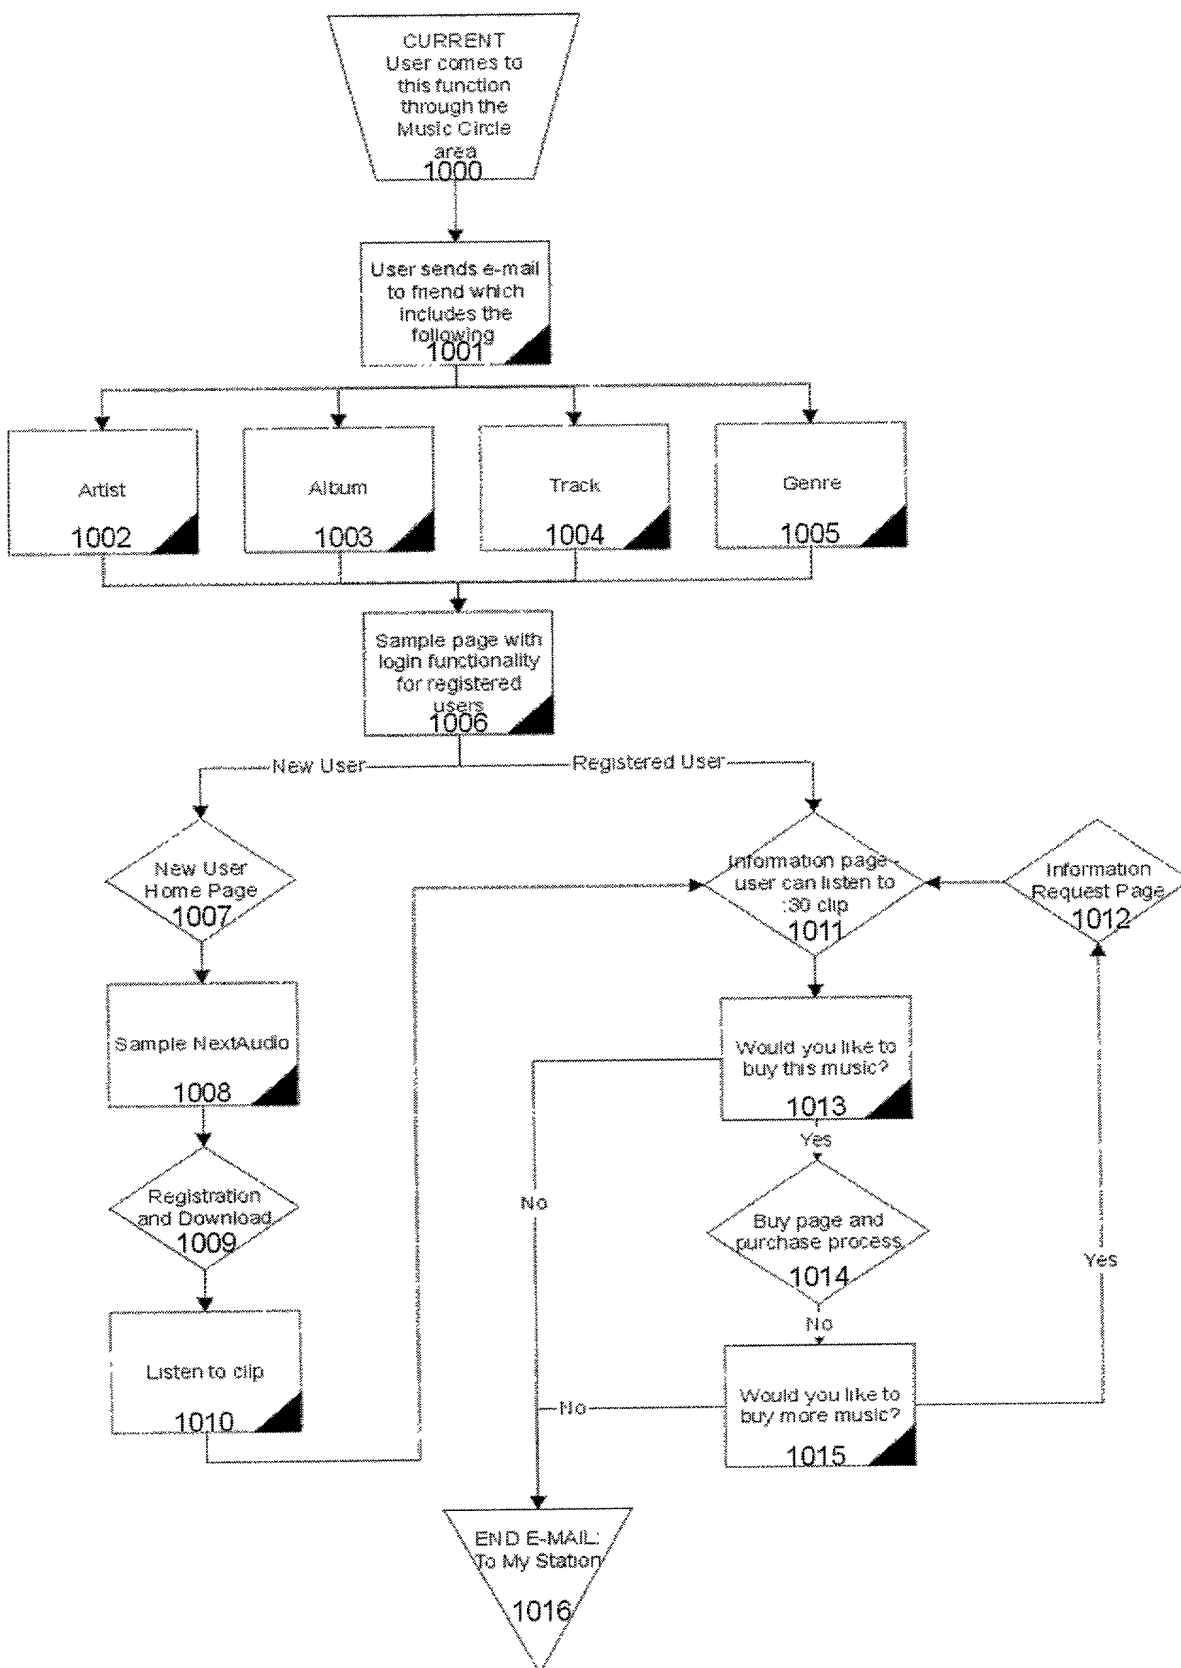 CURRENT
User comes to
this function
through the
Music Circle
area
1000
User sends e-mail
to friend which
includes the
following
1001
Artist
1002
Album
1003
Track
1004
Genre
1005
Sample page with
login functionality
for registered
users
1006
New User
Registered User
New User
Home Page
1007
Information page -
user can listen to
:30 clip
1011
Information
Request Page
1012
Sample NextAudio
1008
Would you like to
buy this music?
1013
Yes
Registration
and Download
1009
No
Buy page and
purchase process
1014
Yes
No
Listen to clip
1010
Would you like to
buy more music?
1015
No
END E-MAIL:
To My Station
1016